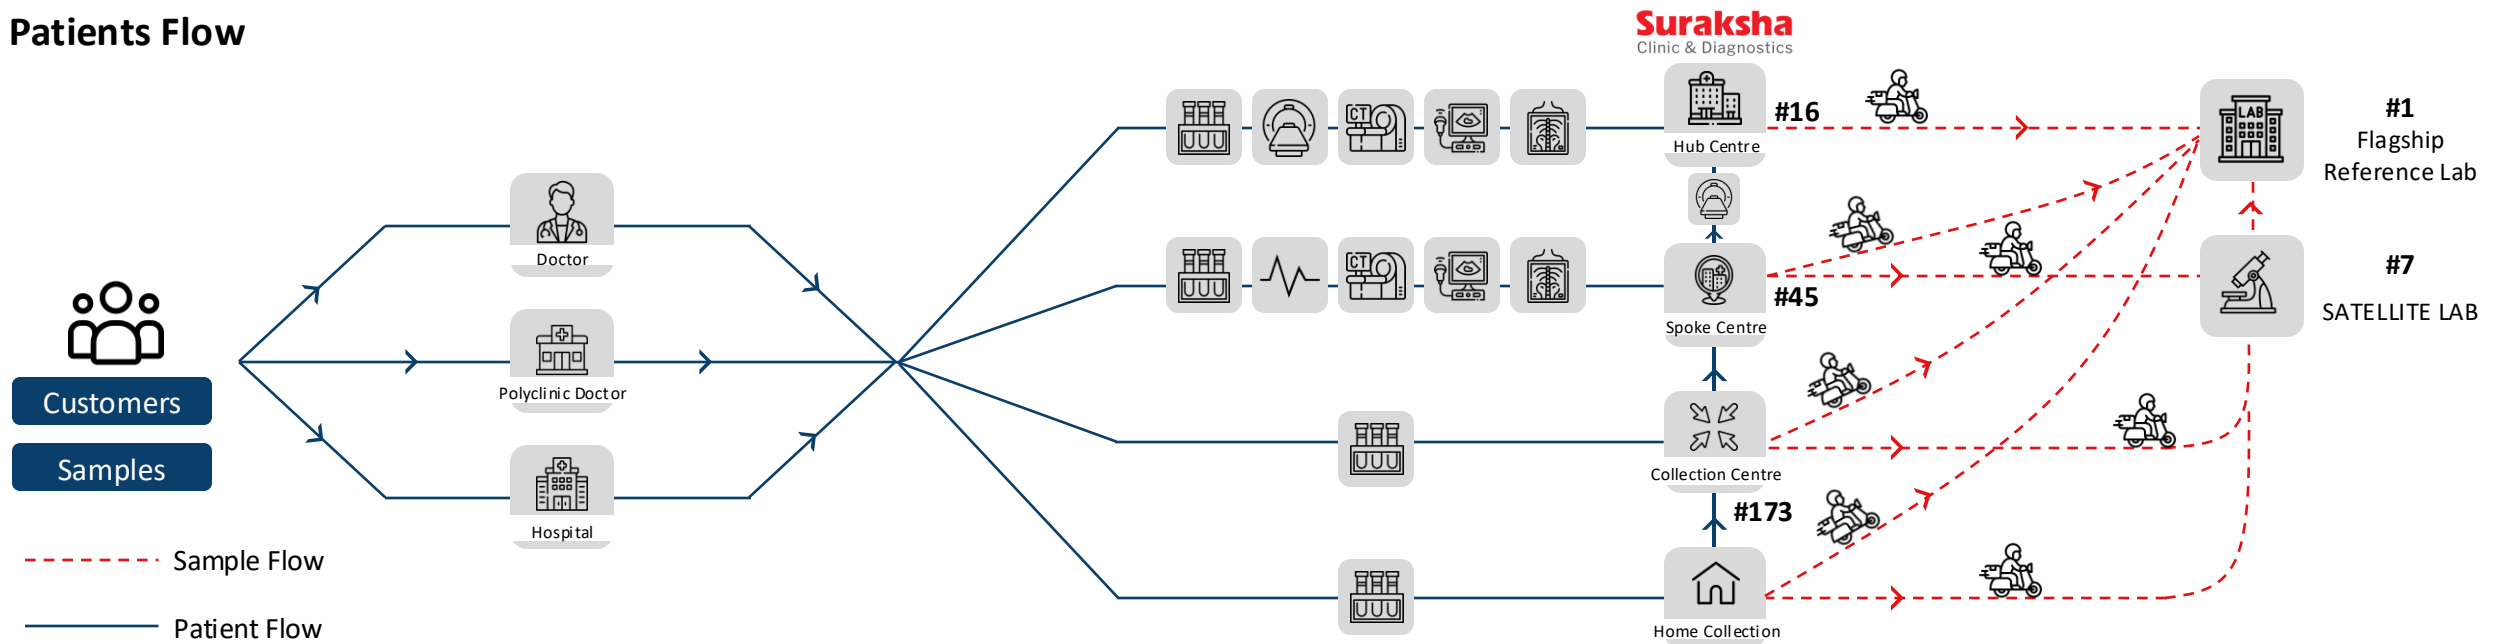 Patients Flow
Suraksha
Clinic & Diagnostics
CT
#16
Hub Centre
LAB
#1
Flagship
Reference Lab
Doctor
CT
#45
Spoke Centre
#7
SATELLITE LAB
Customers
Polyclinic Doctor
Samples
Collection Centre
#173
Hospital
Sample Flow
Patient Flow
Home Collection